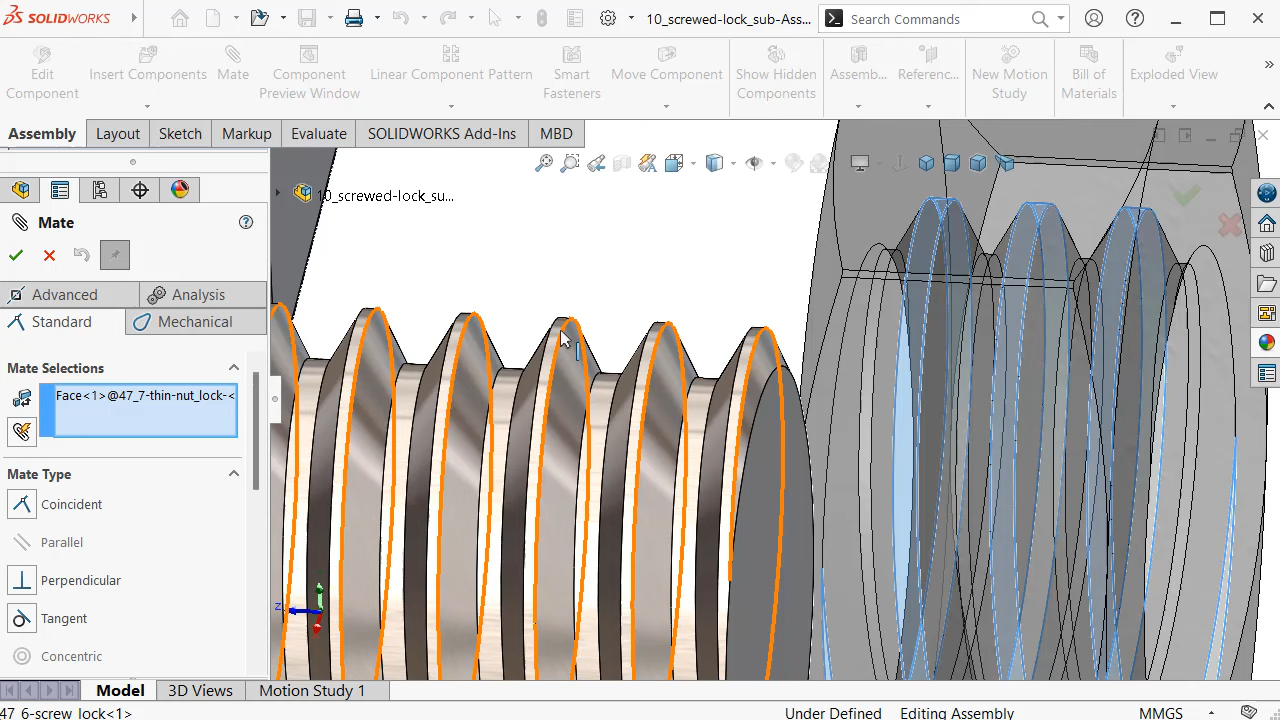 SOLIDWORKS
10_screwed-lock_sub-Ass...
Search Commands
Edit Component
Insert Components
Mate
Component Preview Window
Linear Component Pattern
Smart Fasteners
Move Component
Show Hidden Components
Assemb...
Referenc...
New Motion Study
Bill of Materials
Exploded View
Assembly
Layout
Sketch
Markup
Evaluate
SOLIDWORKS Add-Ins
MBD
10_screwed-lock_su...
Mate
Advanced
Analysis
Standard
Mechanical
Mate Selections
Face<1>@47_7-thin-nut_lock-<
Mate Type
Coincident
Parallel
Perpendicular
Tangent
Concentric
Z
Model
3D Views
Motion Study 1
47_6-screw_lock<1>
Under Defined
Editing Assembly
MMGS